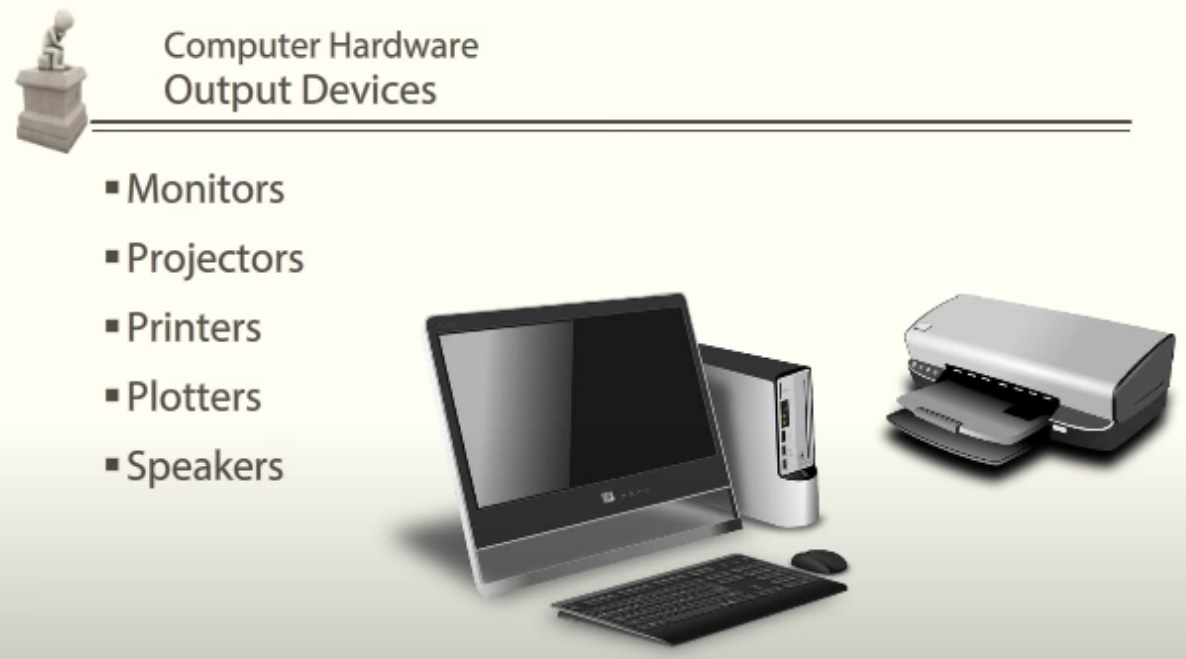 Computer Hardware
Output Devices
▪Monitors
▪Projectors
▪Printers
▪Plotters
▪Speakers